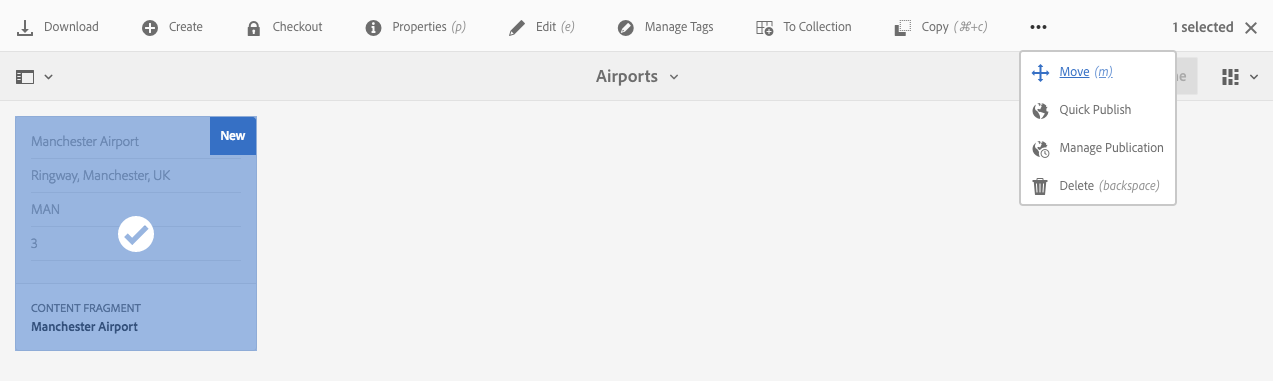 Download Create Checkout Properties (p) Edit (e) Manage Tags To Collection Copy (⌘+c) ••• 1 selected
Airports
Move (m)
Quick Publish
Manage Publication
Delete (backspace)
New
Manchester Airport
Ringway, Manchester, UK
MAN
3
CONTENT FRAGMENT
Manchester Airport